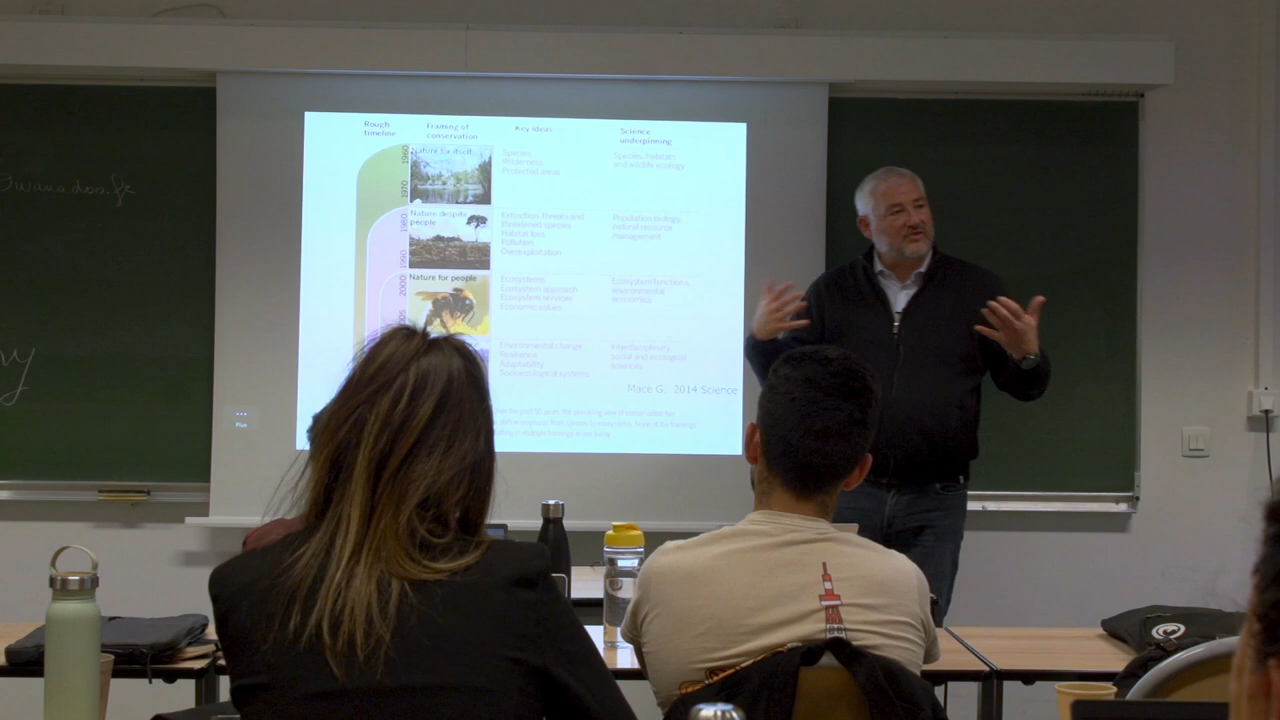 Rough
timeline
Framing of
conservation
Key ideas
Science
underpinning
1960
1970
1980
1990
2000
Nature for itself
Species
Wilderness
Protected areas
Species, habitats
and wildlife ecology
Nature despite
people
Extinction, threats and
threatened species
Habitat loss
Pollution
Overexploitation
Population biology,
natural resource
management
Nature for people
Ecosystems
Ecosystem approach
Ecosystem services
Economic values
Ecosystem functions,
environmental
economics
Environmental change
Resilience
Adaptability
Socioecological systems
Interdisciplinary,
social and ecological
sciences
Mace G. 2014 Science
Plus
wanadoo.fr